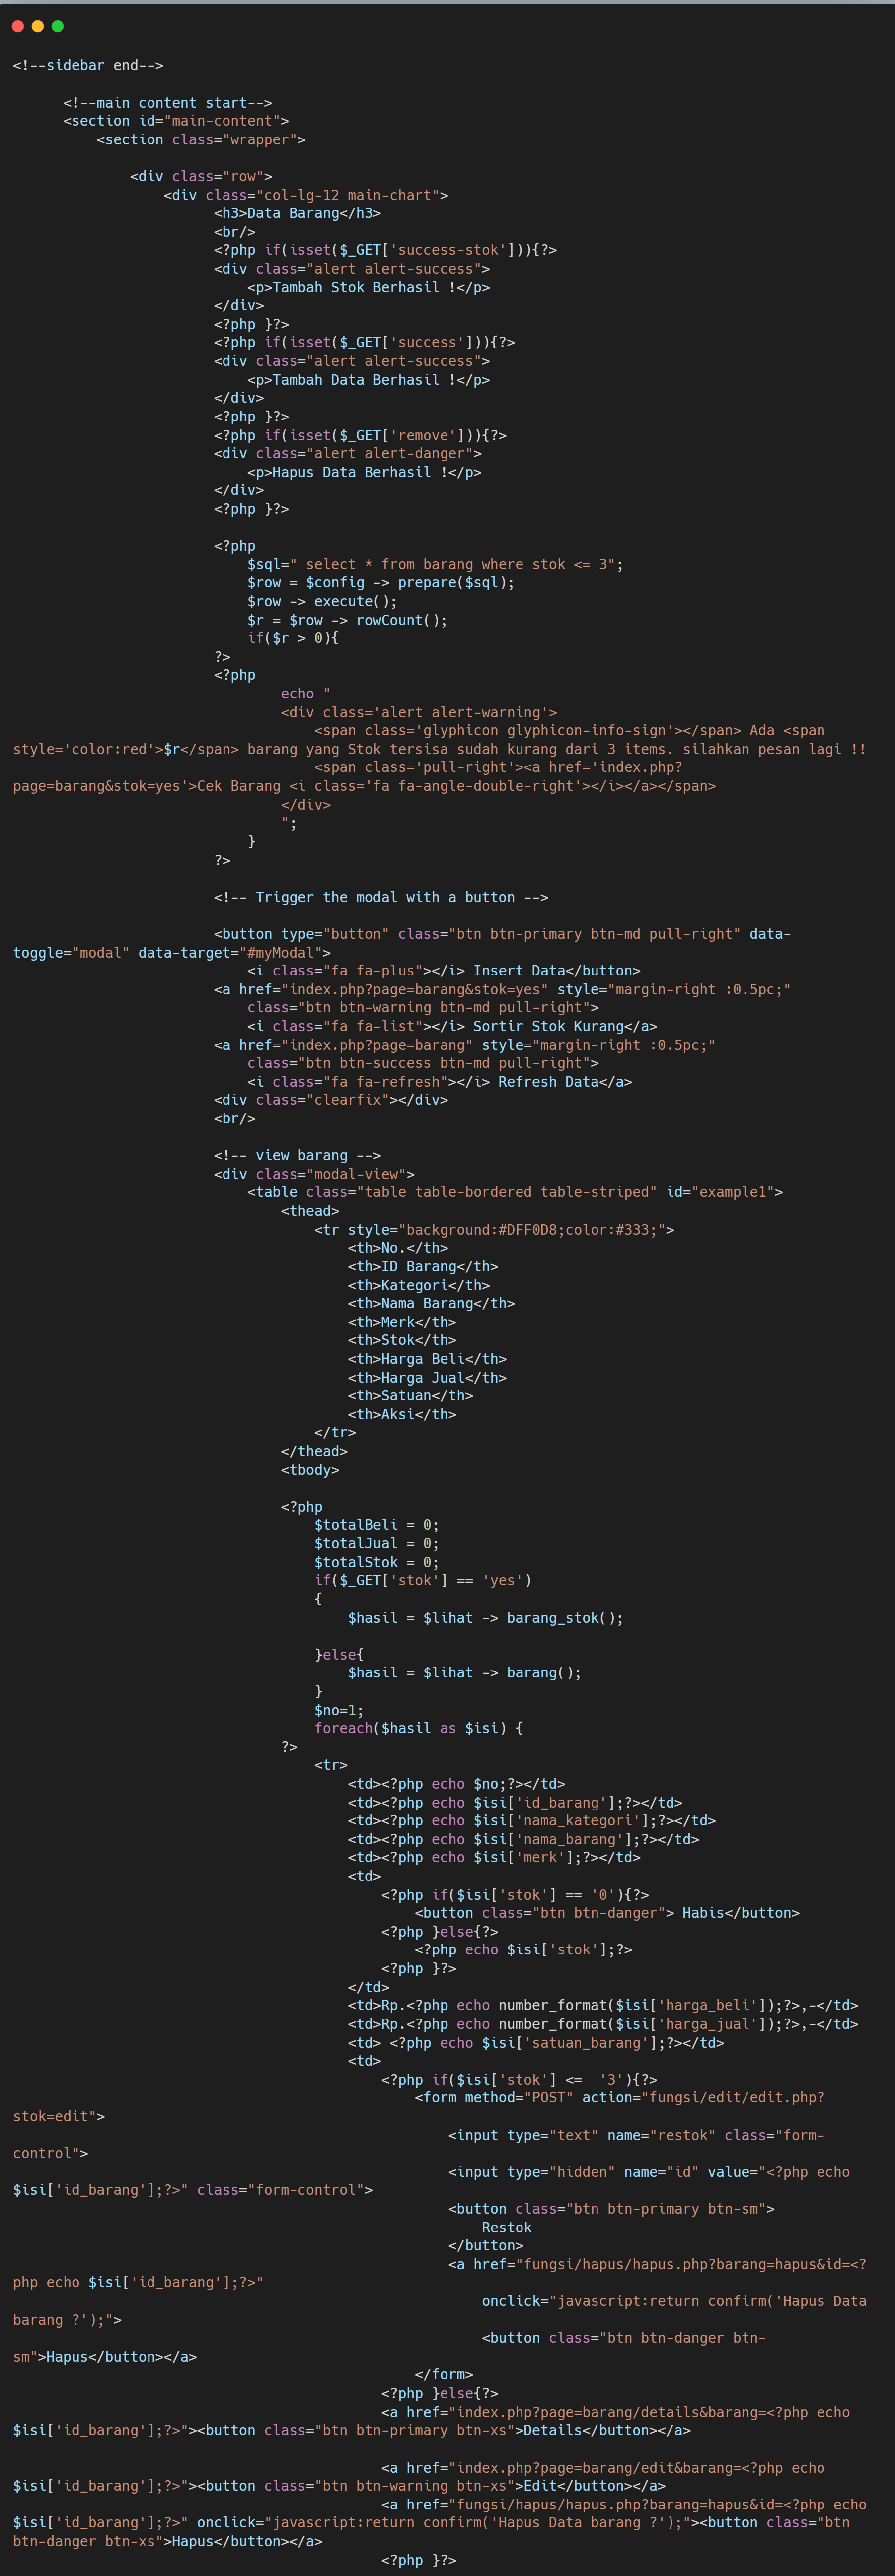 <!--sidebar end-->
<!--main content start-->
<section id="main-content">
<section class="wrapper">
<div class="row">
<div class="col-lg-12 main-chart">
<h3>Data Barang</h3>
<br/>
<?php if(isset($_GET['success-stok'])){?>
<div class="alert alert-success">
<p>Tambah Stok Berhasil !</p>
</div>
<?php }?>
<?php if(isset($_GET['success'])){?>
<div class="alert alert-success">
<p>Tambah Data Berhasil !</p>
</div>
<?php }?>
<?php if(isset($_GET['remove'])){?>
<div class="alert alert-danger">
<p>Hapus Data Berhasil !</p>
</div>
<?php }?>
<?php
$sql=" select * from barang where stok <= 3";
$row = $config -> prepare($sql);
$row -> execute();
$r = $row -> rowCount();
if($r > 0){
?>
<?php
echo "
<div class='alert alert-warning'>
<span class='glyphicon glyphicon-info-sign'></span> Ada <span
style='color:red'>$r</span> barang yang Stok tersisa sudah kurang dari 3 items. silahkan pesan lagi !!
<span class='pull-right'><a href='index.php?
page=barang&stok=yes'>Cek Barang <i class='fa fa-angle-double-right'></i></a></span>
</div>
";
}
?>
<!-- Trigger the modal with a button -->
<button type="button" class="btn btn-primary btn-md pull-right" data-
toggle="modal" data-target="#myModal">
<i class="fa fa-plus"></i> Insert Data</button>
<a href="index.php?page=barang&stok=yes" style="margin-right :0.5pc;"
class="btn btn-warning btn-md pull-right">
<i class="fa fa-list"></i> Sortir Stok Kurang</a>
<a href="index.php?page=barang" style="margin-right :0.5pc;"
class="btn btn-success btn-md pull-right">
<i class="fa fa-refresh"></i> Refresh Data</a>
<div class="clearfix"></div>
<br/>
<!-- view barang -->
<div class="modal-view">
<table class="table table-bordered table-striped" id="example1">
<thead>
<tr style="background:#DFF0D8;color:#333;">
<th>No.</th>
<th>ID Barang</th>
<th>Kategori</th>
<th>Nama Barang</th>
<th>Merk</th>
<th>Stok</th>
<th>Harga Beli</th>
<th>Harga Jual</th>
<th>Satuan</th>
<th>Aksi</th>
</tr>
</thead>
<tbody>
<?php
$totalBeli = 0;
$totalJual = 0;
$totalStok = 0;
if($_GET['stok'] == 'yes')
{
$hasil = $lihat -> barang_stok();
}else{
$hasil = $lihat -> barang();
}
$no=1;
foreach($hasil as $isi) {
?>
<tr>
<td><?php echo $no;?></td>
<td><?php echo $isi['id_barang'];?></td>
<td><?php echo $isi['nama_kategori'];?></td>
<td><?php echo $isi['nama_barang'];?></td>
<td><?php echo $isi['merk'];?></td>
<td>
<?php if($isi['stok'] == '0'){?>
<button class="btn btn-danger"> Habis</button>
<?php }else{?>
<?php echo $isi['stok'];?>
<?php }?>
</td>
<td>Rp.<?php echo number_format($isi['harga_beli']);?>,-</td>
<td>Rp.<?php echo number_format($isi['harga_jual']);?>,-</td>
<td> <?php echo $isi['satuan_barang'];?></td>
<td>
<?php if($isi['stok'] <=  '3'){?>
<form method="POST" action="fungsi/edit/edit.php?
stok=edit">
<input type="text" name="restok" class="form-
control">
<input type="hidden" name="id" value="<?php echo
$isi['id_barang'];?>" class="form-control">
<button class="btn btn-primary btn-sm">
Restok
</button>
<a href="fungsi/hapus/hapus.php?barang=hapus&id=<?
php echo $isi['id_barang'];?>"
onclick="javascript:return confirm('Hapus Data
barang ?');">
<button class="btn btn-danger btn-
sm">Hapus</button></a>
</form>
<?php }else{?>
<a href="index.php?page=barang/details&barang=<?php echo
$isi['id_barang'];?>"><button class="btn btn-primary btn-xs">Details</button></a>
<a href="index.php?page=barang/edit&barang=<?php echo
$isi['id_barang'];?>"><button class="btn btn-warning btn-xs">Edit</button></a>
<a href="fungsi/hapus/hapus.php?barang=hapus&id=<?php echo
$isi['id_barang'];?>" onclick="javascript:return confirm('Hapus Data barang ?');"><button class="btn
btn-danger btn-xs">Hapus</button></a>
<?php }?>